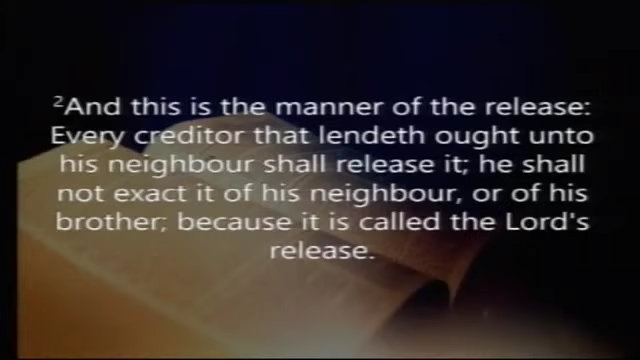 ²And this is the manner of the release:
Every creditor that lendeth ought unto
his neighbour shall release it; he shall
not exact it of his neighbour, or of his
brother; because it is called the Lord's
release.